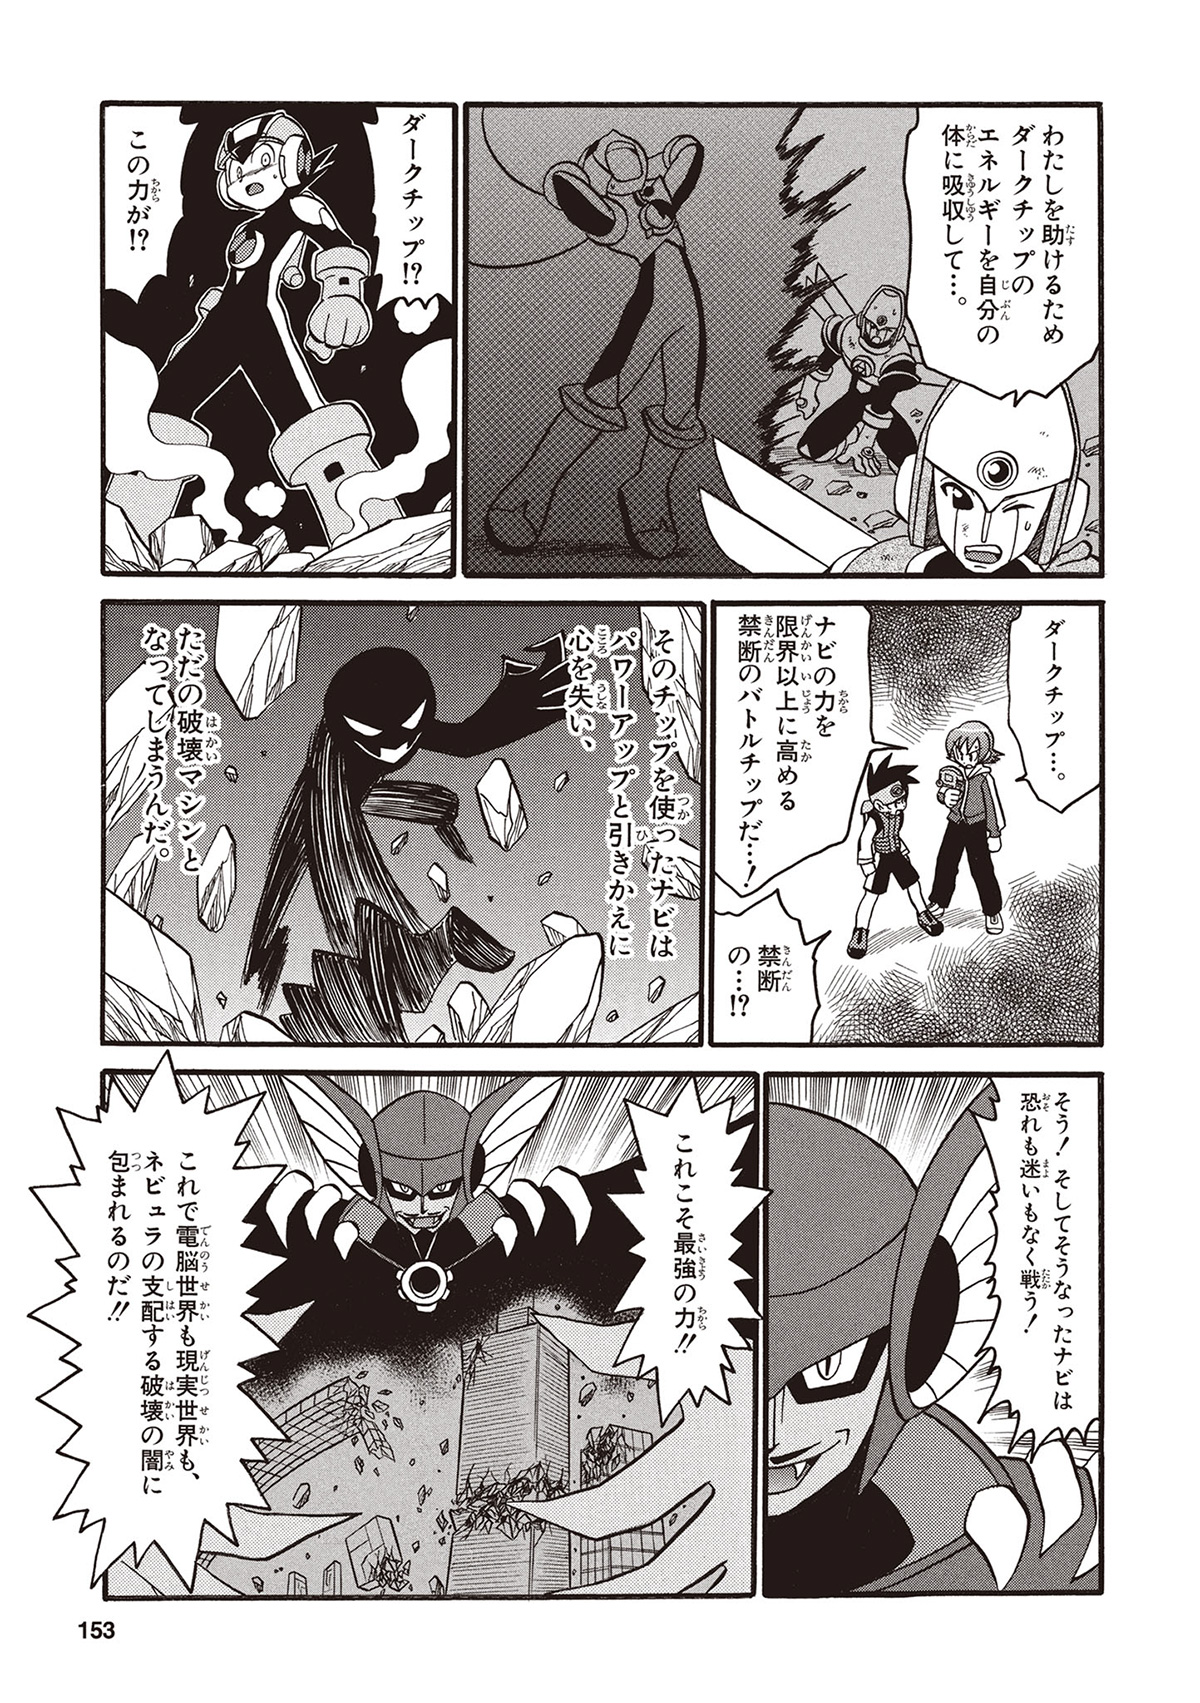 わたしを助けるため
ダークチップの
エネルギーを自分の
体に吸収して…。
ダークチップ!?
この力が!?
ダークチップ…。
ナビの力を
限界以上に高める
禁断のバトルチップだ…!
禁断
の…!?
そのチップを使ったナビは
パワーアップと引きかえに
心を失い、
ただの破壊マシンと
なってしまうんだ。
そう! そしてそうなったナビは
恐れも迷いもなく戦う!
これこそ最強の力!!
これで電脳世界も現実世界も、
ネビュラの支配する破壊の闇に
包まれるのだ!!
153